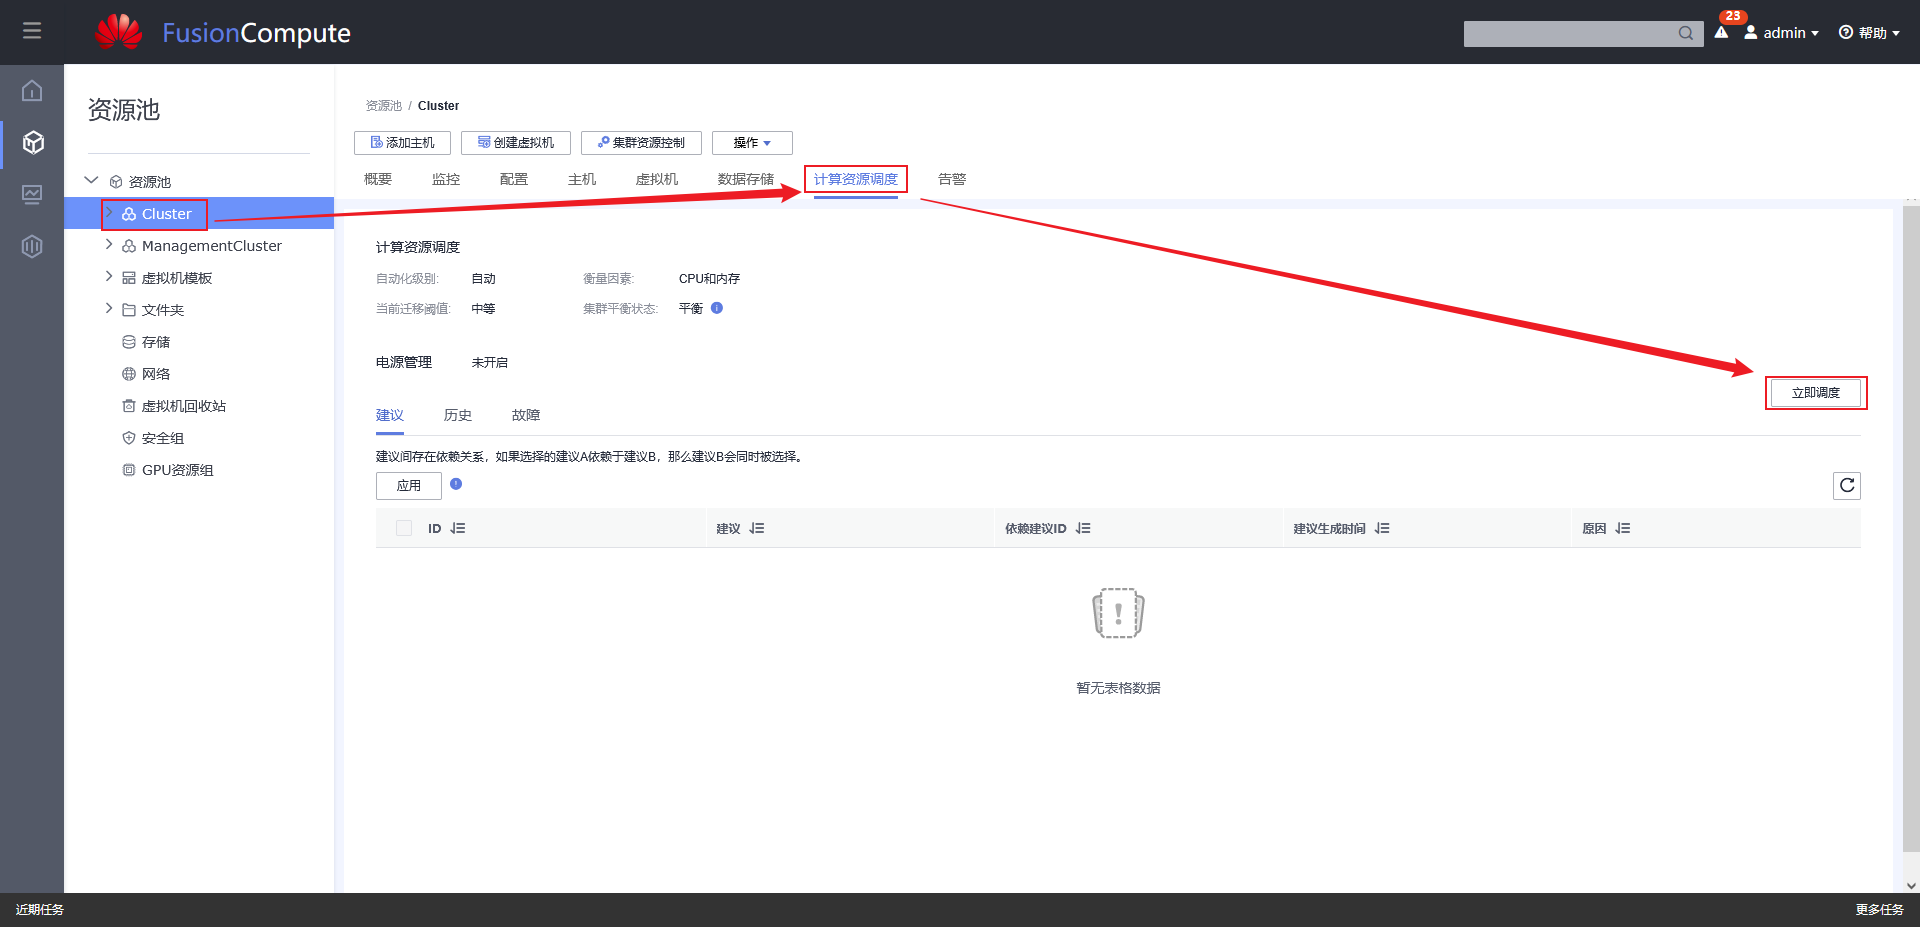 FusionCompute
23
admin
帮助
资源池
资源池
Cluster
ManagementCluster
虚拟机模板
文件夹
存储
网络
虚拟机回收站
安全组
GPU资源组
资源池 / Cluster
添加主机 创建虚拟机 集群资源控制 操作
概要 监控 配置 主机 虚拟机 数据存储 计算资源调度 告警
计算资源调度
自动化级别: 自动 衡量因素: CPU和内存
当前迁移阈值: 中等 集群平衡状态: 平衡
电源管理 未开启
立即调度
建议 历史 故障
建议间存在依赖关系，如果选择的建议A依赖于建议B，那么建议B会同时被选择。
应用
ID 建议 依赖建议ID 建议生成时间 原因
暂无表格数据
近期任务 更多任务